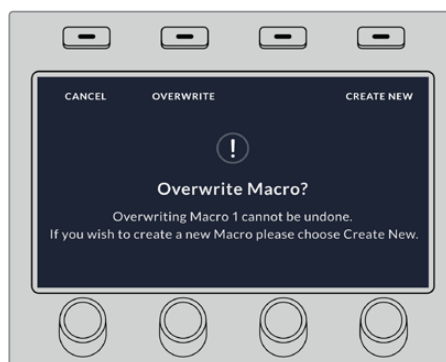 CANCEL OVERWRITE CREATE NEW
!
Overwrite Macro?
Overwriting Macro 1 cannot be undone.
If you wish to create a new Macro please choose Create New.